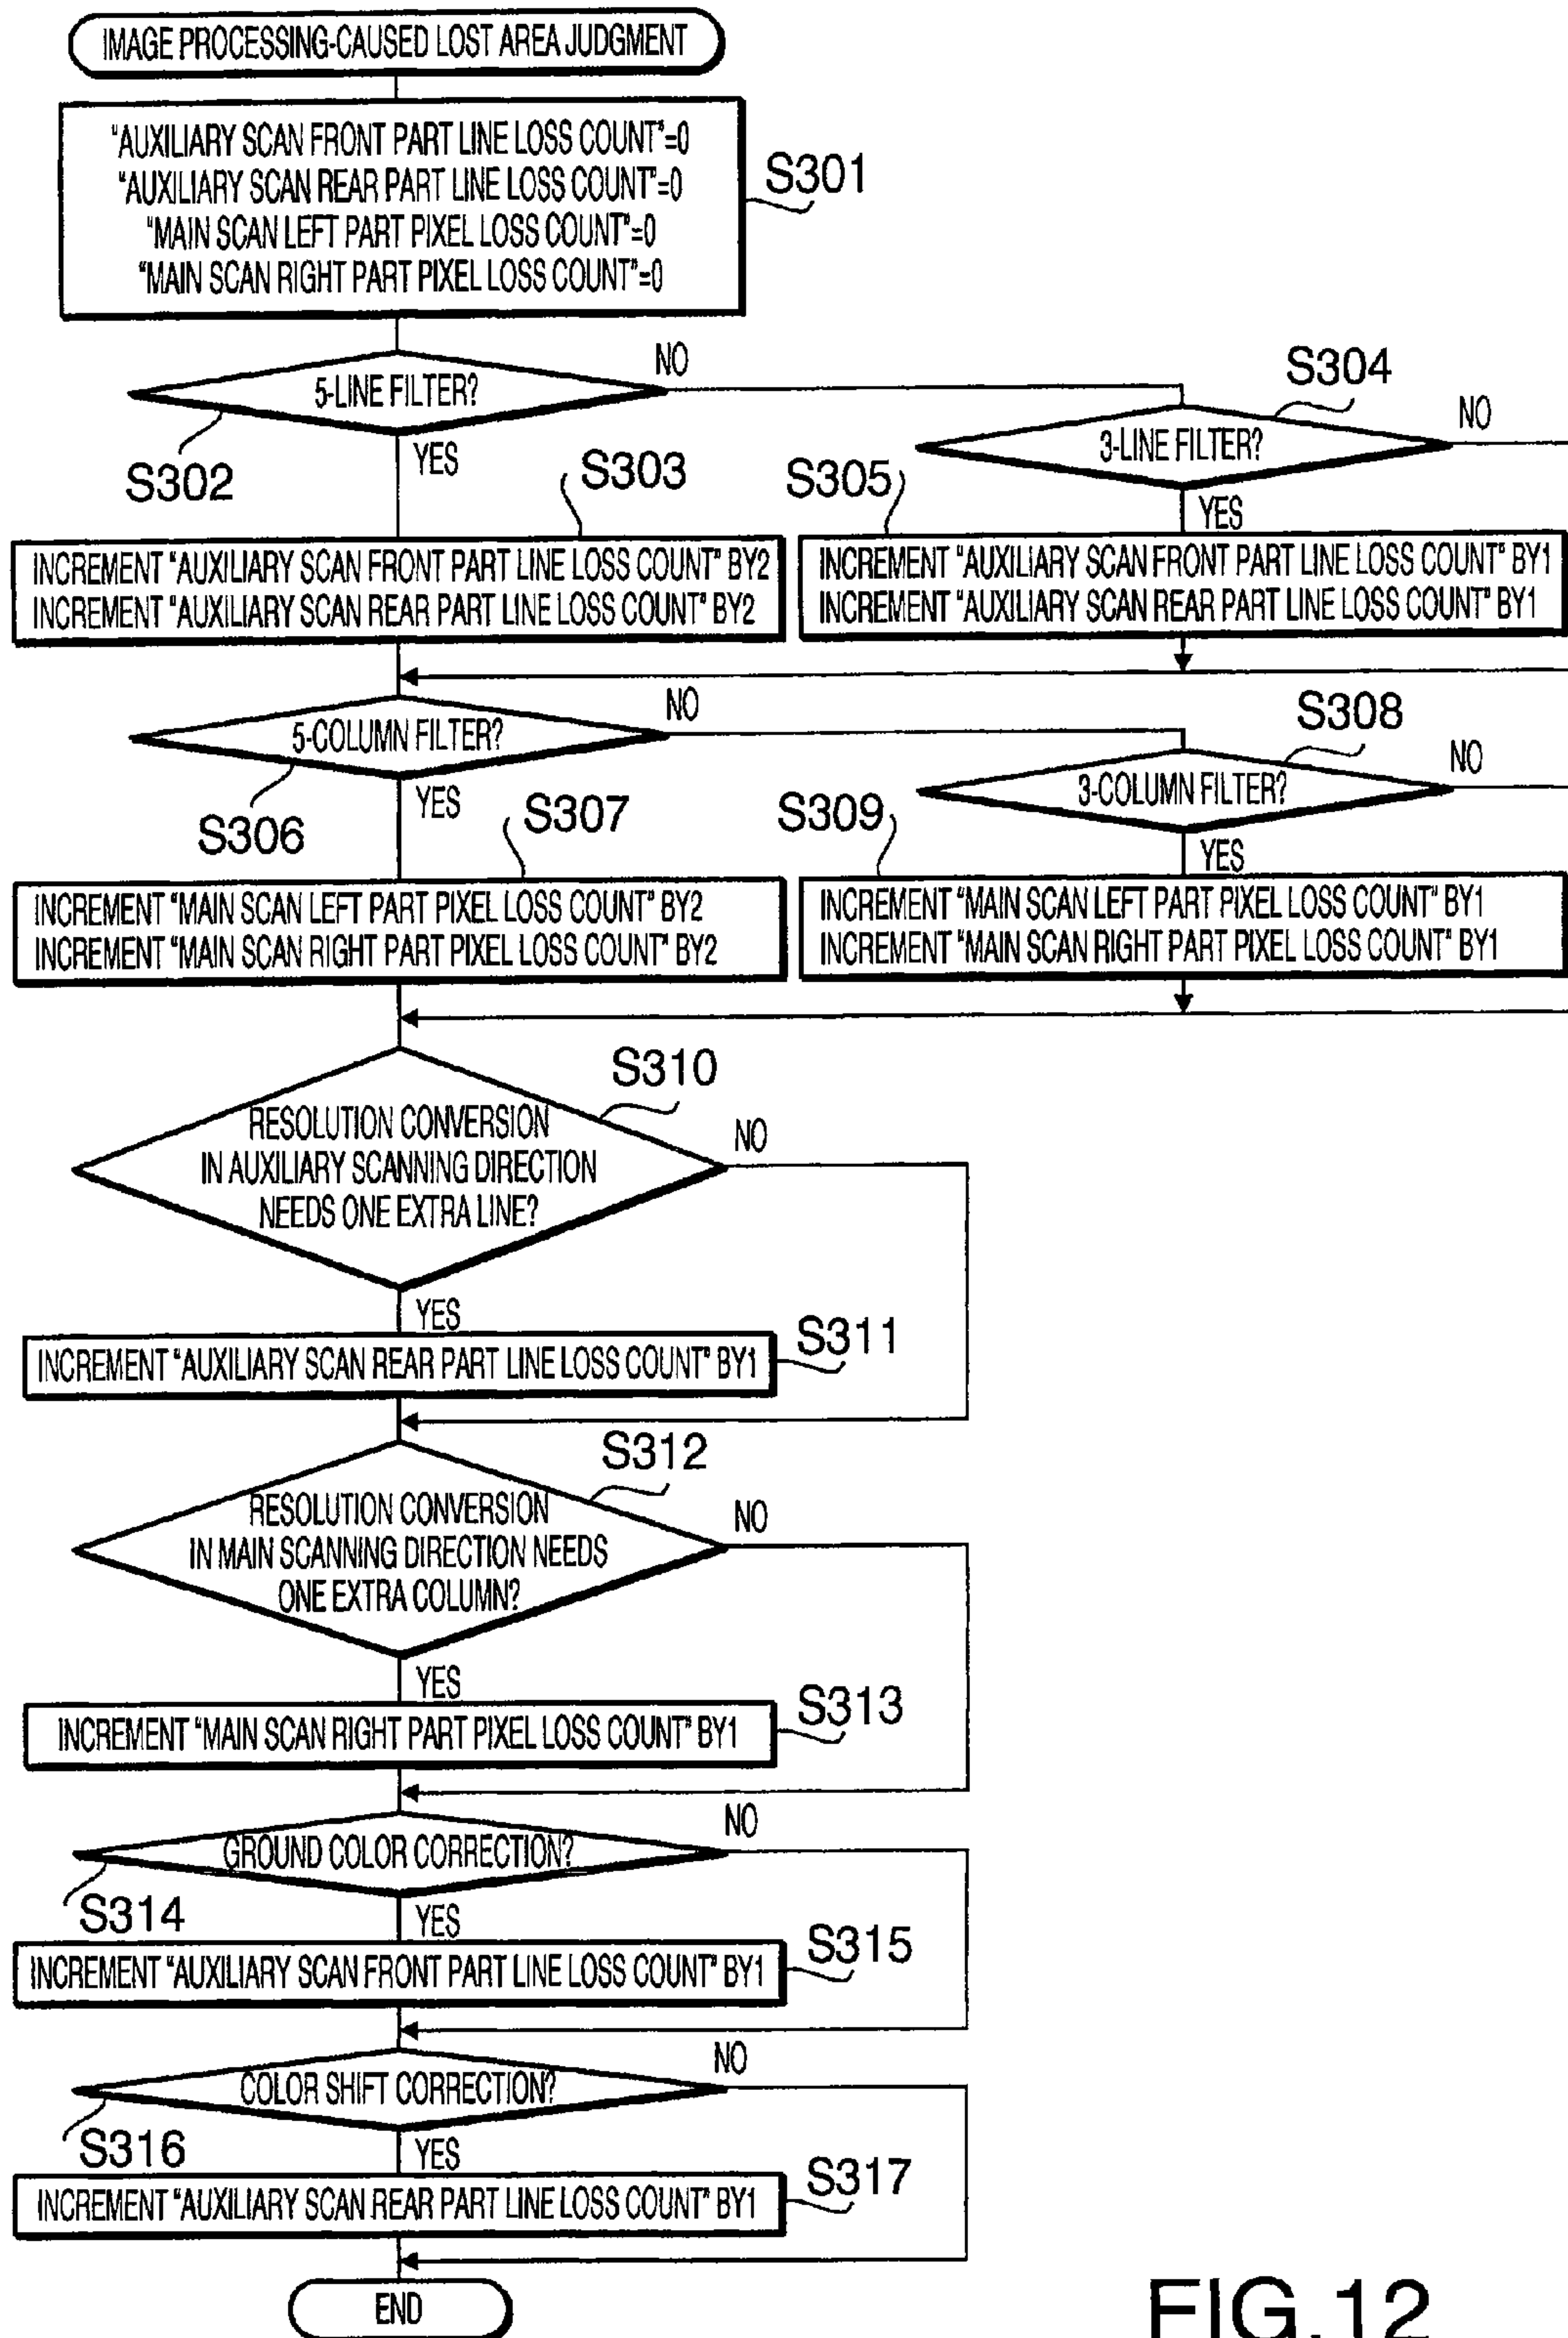 IMAGE PROCESSING-CAUSED LOST AREA JUDGMENT
"AUXILIARY SCAN FRONT PART LINE LOSS COUNT"=0
"AUXILIARY SCAN REAR PART LINE LOSS COUNT"=0
"MAIN SCAN LEFT PART PIXEL LOSS COUNT"=0
"MAIN SCAN RIGHT PART PIXEL LOSS COUNT"=0
S301
5-LINE FILTER?
NO
S302
YES
S304
3-LINE FILTER?
NO
YES
S303
INCREMENT "AUXILIARY SCAN FRONT PART LINE LOSS COUNT" BY2
INCREMENT "AUXILIARY SCAN REAR PART LINE LOSS COUNT" BY2
S305
INCREMENT "AUXILIARY SCAN FRONT PART LINE LOSS COUNT" BY1
INCREMENT "AUXILIARY SCAN REAR PART LINE LOSS COUNT" BY1
5-COLUMN FILTER?
NO
S306
YES
S308
3-COLUMN FILTER?
NO
YES
S307
INCREMENT "MAIN SCAN LEFT PART PIXEL LOSS COUNT" BY2
INCREMENT "MAIN SCAN RIGHT PART PIXEL LOSS COUNT" BY2
S309
INCREMENT "MAIN SCAN LEFT PART PIXEL LOSS COUNT" BY1
INCREMENT "MAIN SCAN RIGHT PART PIXEL LOSS COUNT" BY1
S310
RESOLUTION CONVERSION
IN AUXILIARY SCANNING DIRECTION
NEEDS ONE EXTRA LINE?
NO
YES
INCREMENT "AUXILIARY SCAN REAR PART LINE LOSS COUNT" BY1
S311
S312
RESOLUTION CONVERSION
IN MAIN SCANNING DIRECTION NEEDS
ONE EXTRA COLUMN?
NO
YES
INCREMENT "MAIN SCAN RIGHT PART PIXEL LOSS COUNT" BY1
S313
GROUND COLOR CORRECTION?
NO
S314
YES
INCREMENT "AUXILIARY SCAN FRONT PART LINE LOSS COUNT" BY1
S315
COLOR SHIFT CORRECTION?
NO
S316
YES
INCREMENT "AUXILIARY SCAN REAR PART LINE LOSS COUNT" BY1
S317
END
FIG.12